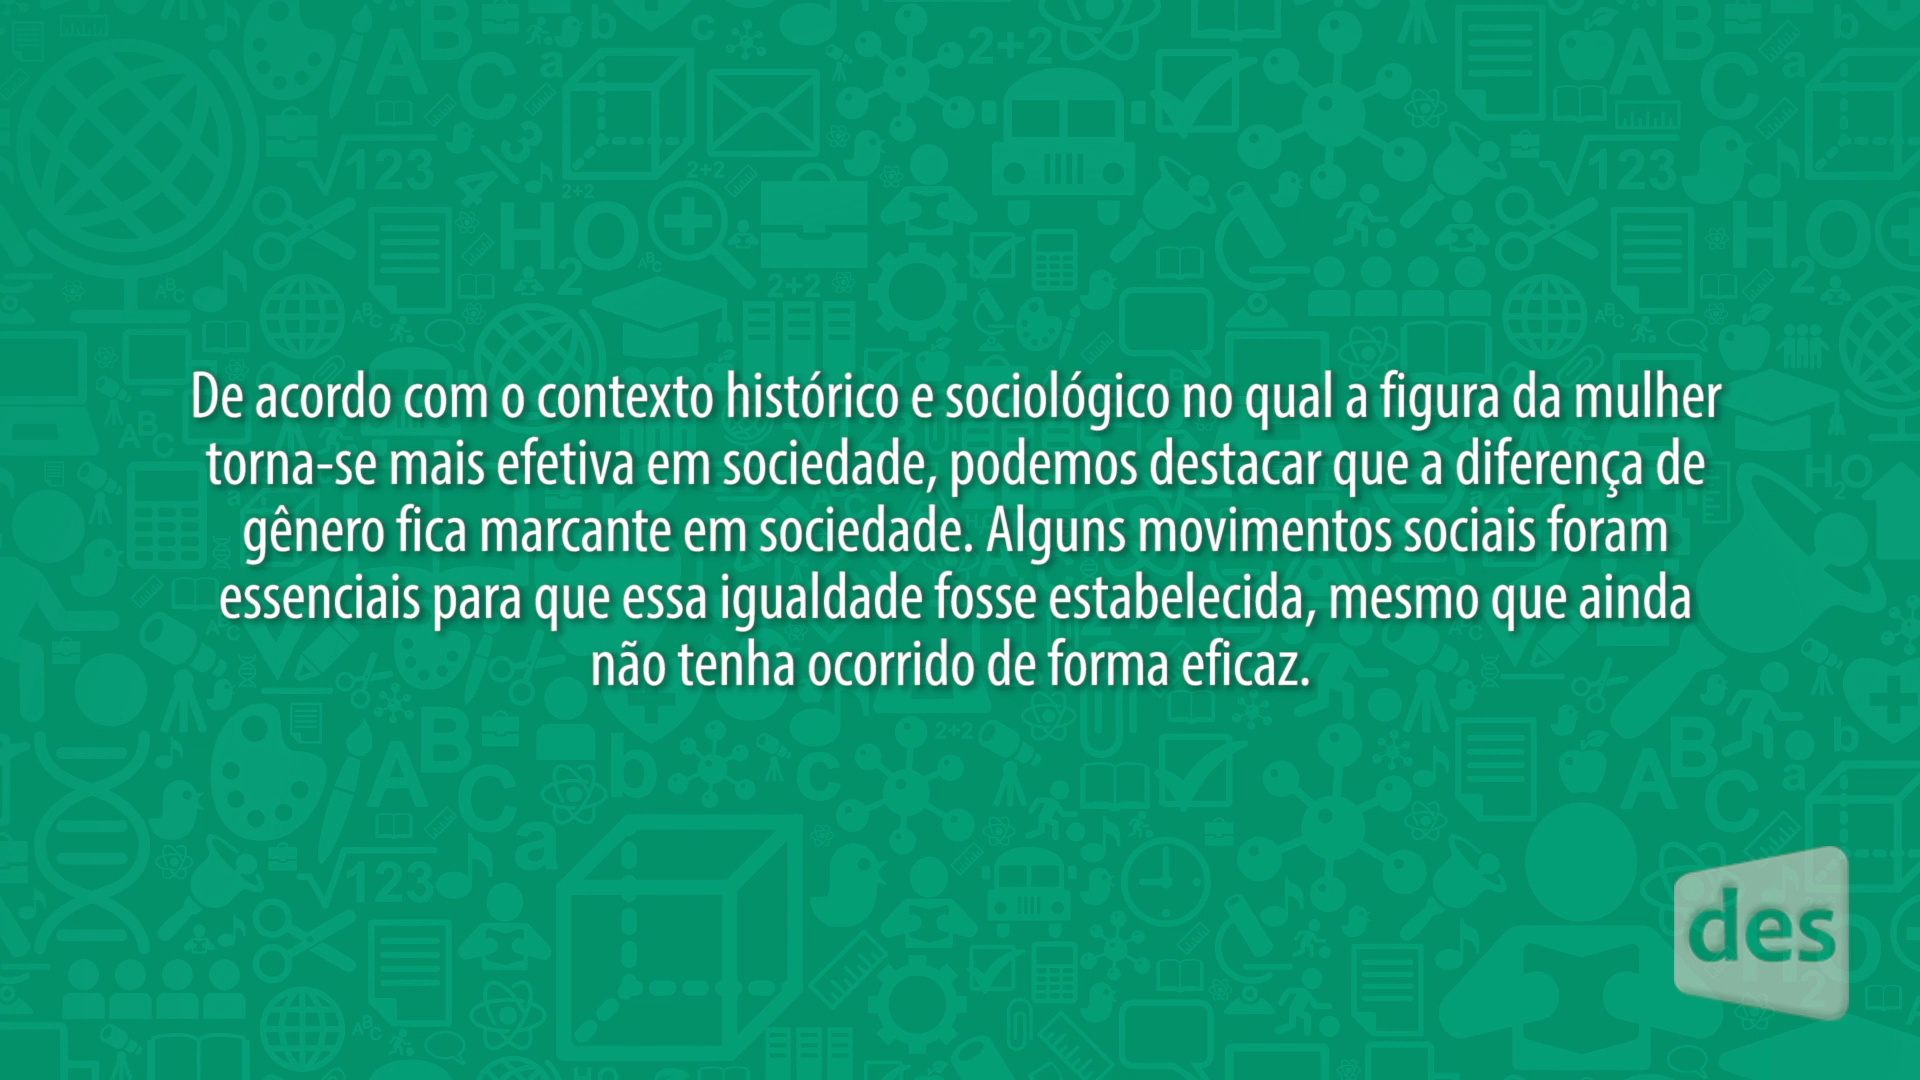 De acordo com o contexto histórico e sociológico no qual a figura da mulher
torna-se mais efetiva em sociedade, podemos destacar que a diferença de
gênero fica marcante em sociedade. Alguns movimentos sociais foram
essenciais para que essa igualdade fosse estabelecida, mesmo que ainda
não tenha ocorrido de forma eficaz.
des